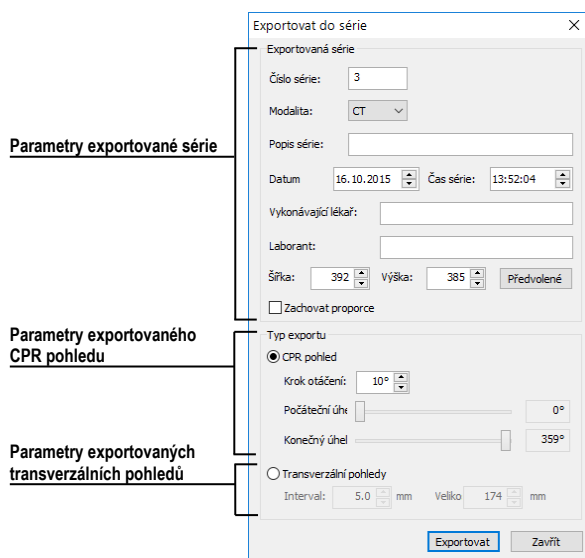 Exportovat do série
Exportovaná série
Číslo série: 3
Modalita: CT
Parametry exportované série
Popis série:
Datum 16.10.2015 Čas série: 13:52:04
Vykonávající lékař:
Laborant:
Šířka: 392 Výška: 385 Předvolené
Zachovat proporce
Parametry exportovaného
CPR pohledu
Typ exportu
CPR pohled
Krok otáčení: 10°
Počáteční úhe 0°
Konečný úhel 359°
Parametry exportovaných
transverzálních pohledů
Transverzální pohledy
Interval: 5.0 mm Veliko 174 mm
Exportovat Zavřít